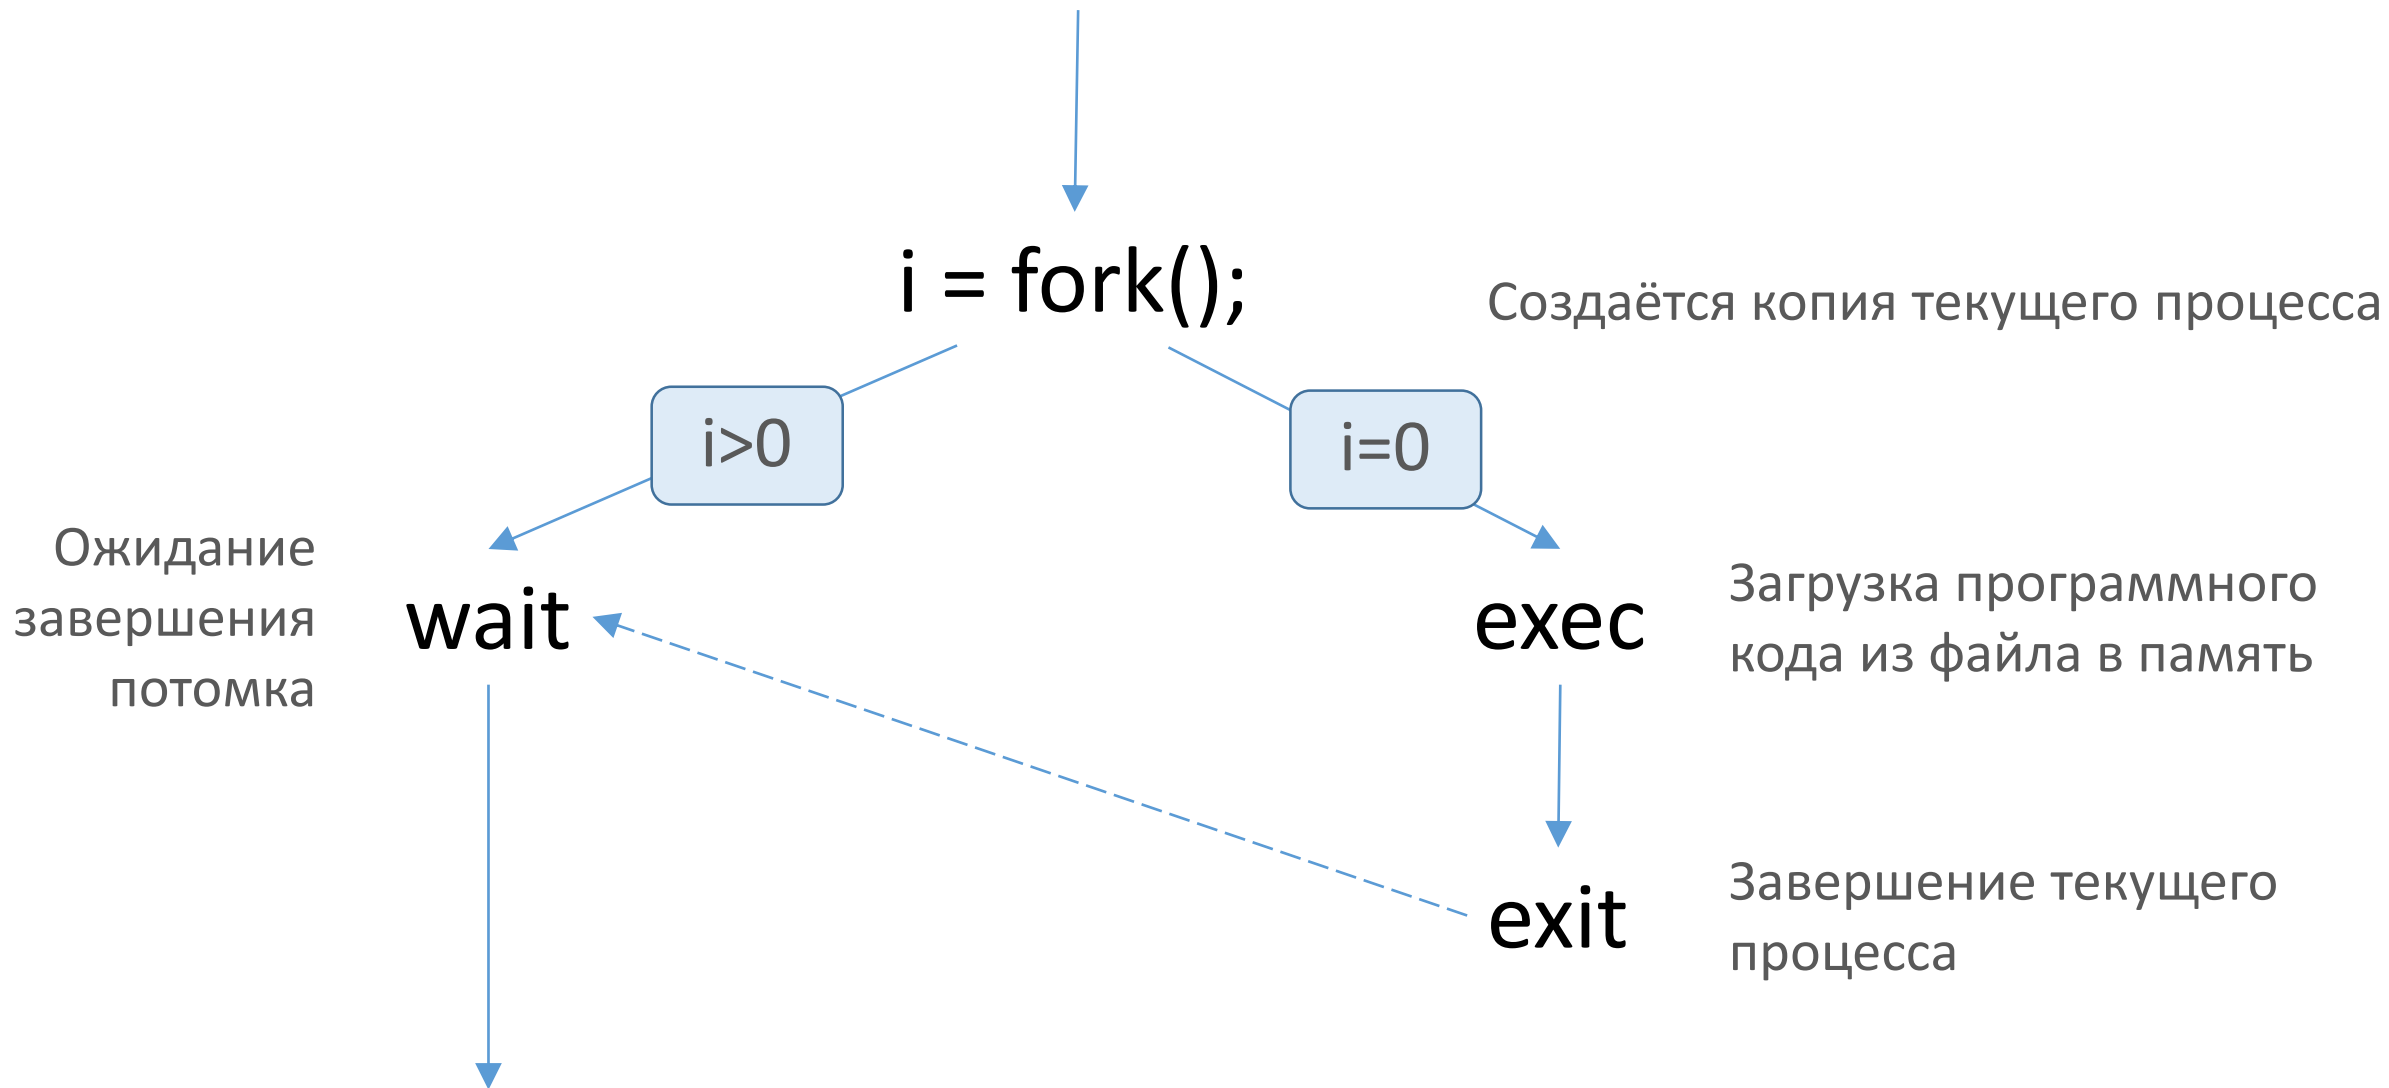 i = fork();
Создаётся копия текущего процесса
i>0
i=0
Ожидание
завершения
потомка
wait
exec
Загрузка программного
кода из файла в память
exit
Завершение текущего
процесса